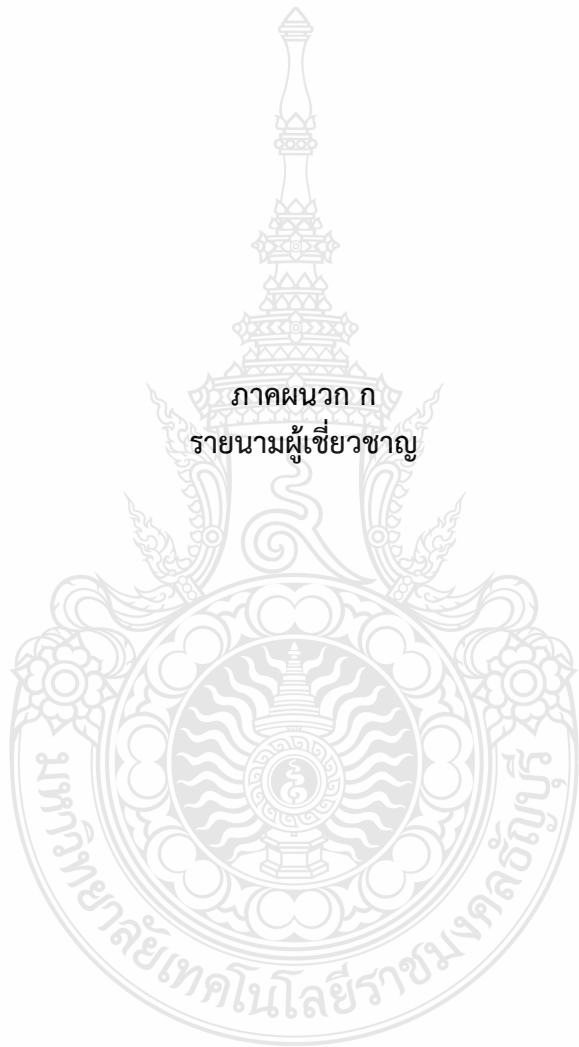 ภาคผนวก ก
รายนามผู้เชี่ยวชาญ
มหาวิทยาลัยเทคโนโลยีราชมงคลธัญบุรี